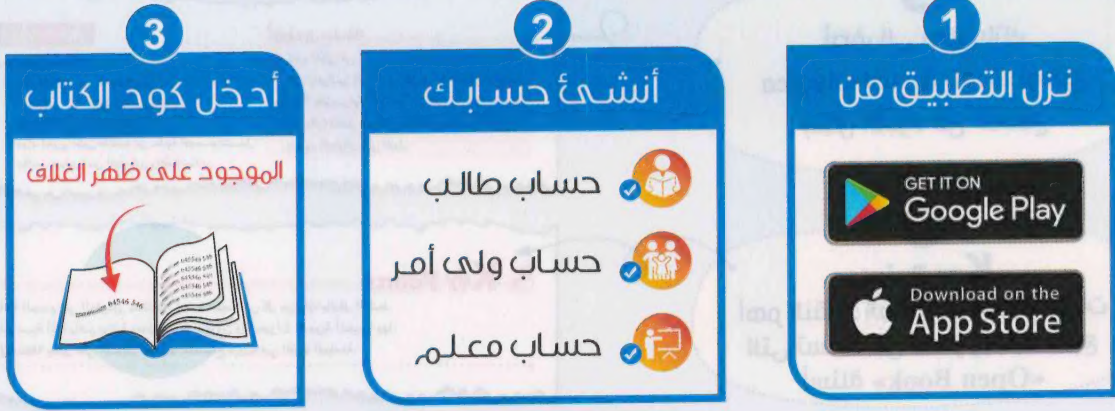 1
نزل التطبيق من
GET IT ON
Google Play
Download on the
App Store
2
أنشئ حسابك
حساب طالب
حساب ولى أمر
حساب معلم
3
أدخل كود الكتاب
الموجود على ظهر الغلاف